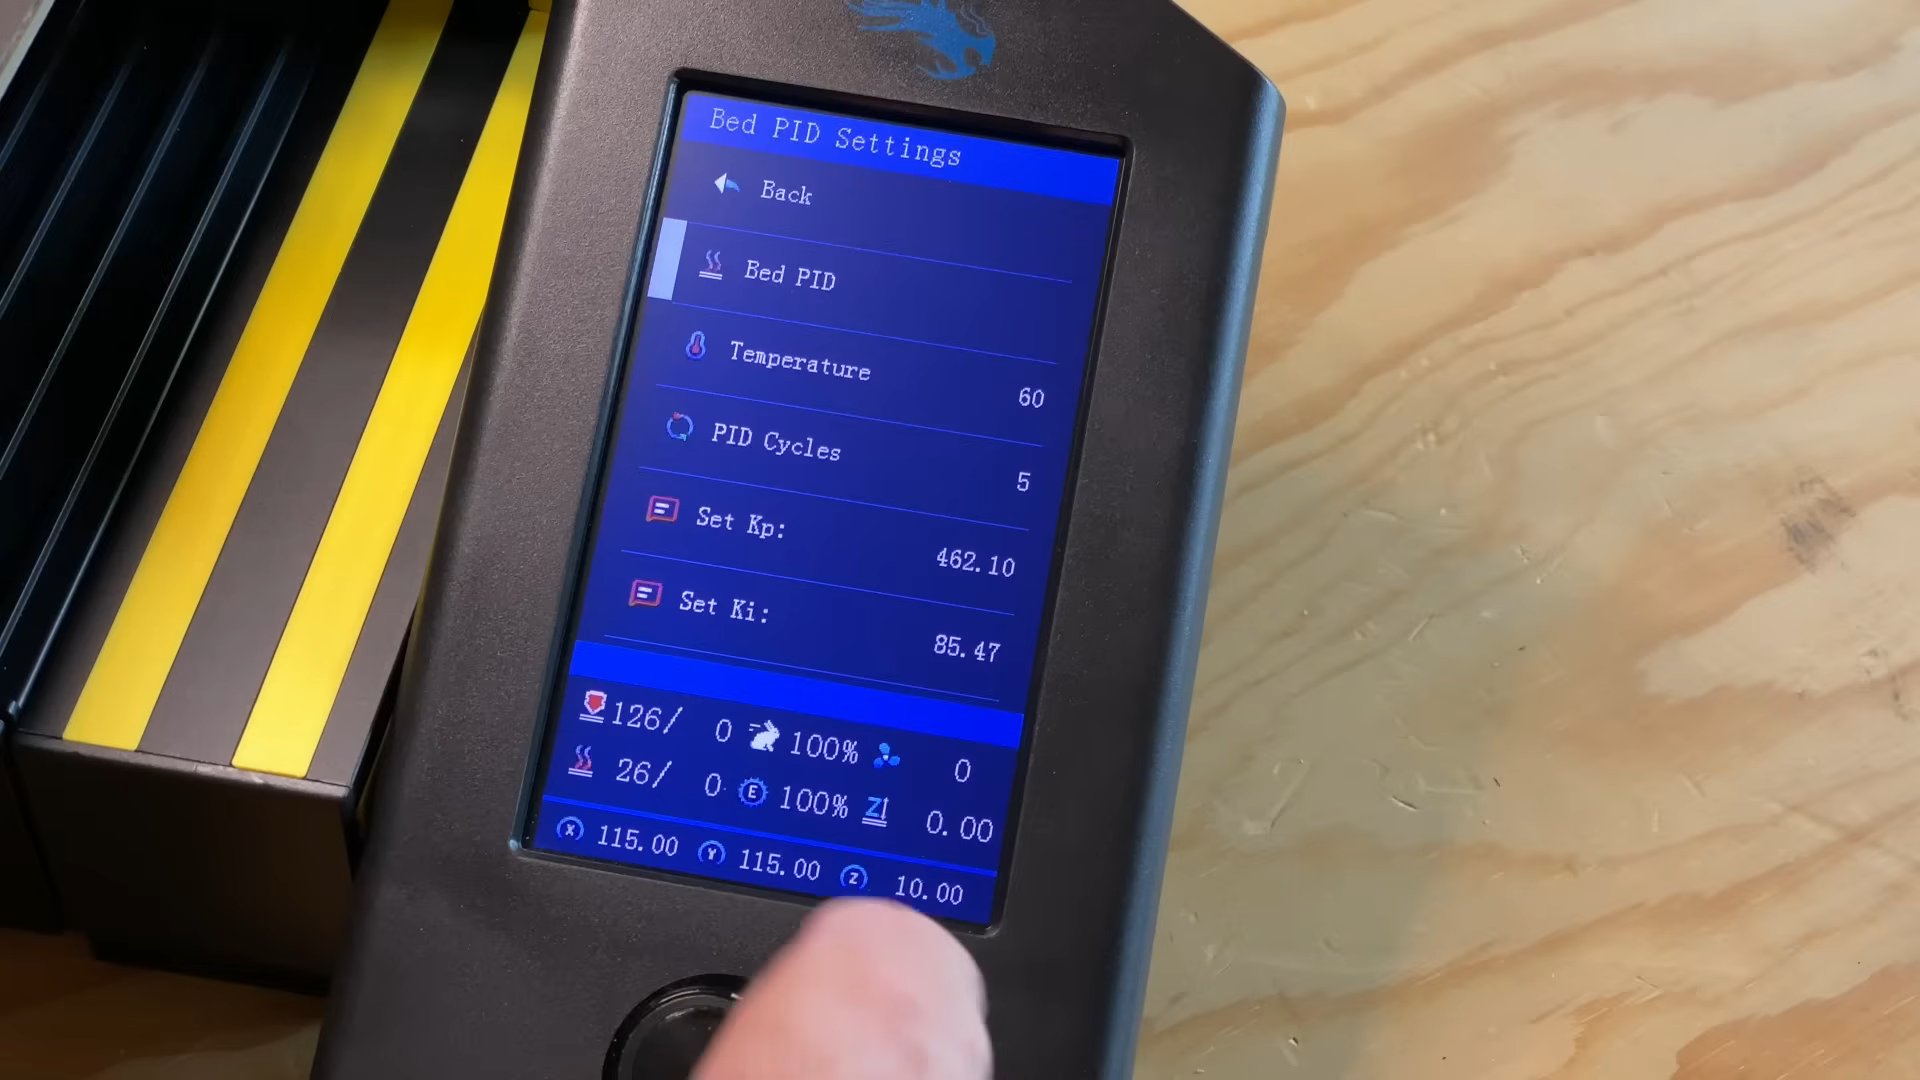 Bed PID Settings
Back
Bed PID
Temperature 60
PID Cycles 5
Set Kp: 462.10
Set Ki: 85.47
126/ 0 100% 0
26/ 0 E 100% Z 0.00
X 115.00 Y 115.00 Z 10.00